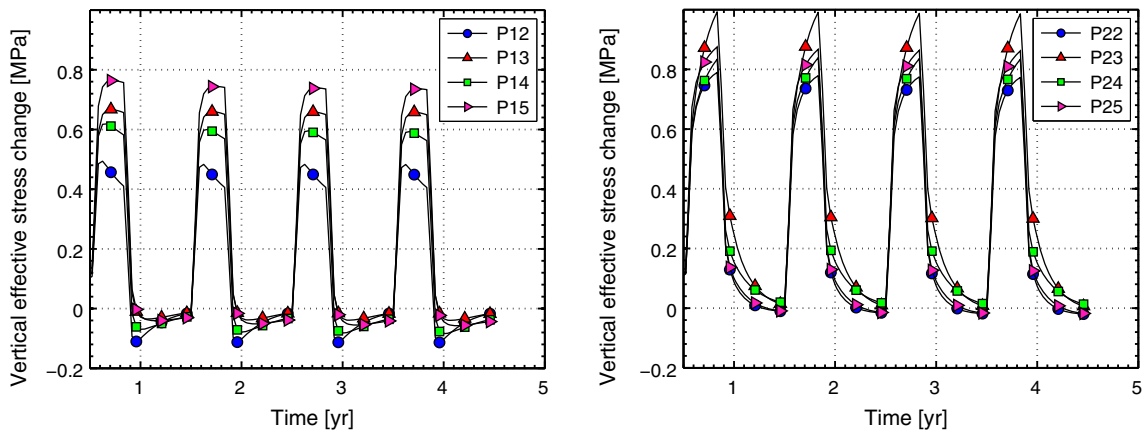 Vertical effective stress change [MPa]
1
0.8
0.6
0.4
0.2
0
−0.2
1 2 3 4 5
Time [yr]
P12
P13
P14
P15
Vertical effective stress change [MPa]
1
0.8
0.6
0.4
0.2
0
−0.2
1 2 3 4 5
Time [yr]
P22
P23
P24
P25